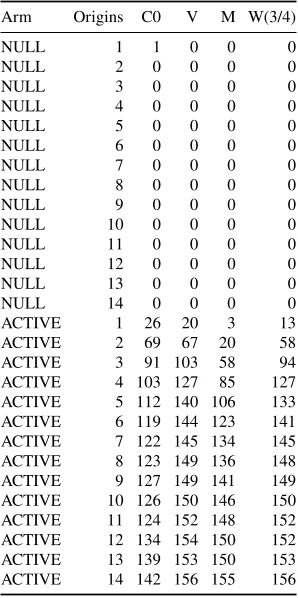 Arm Origins C0 V M W(3/4)
NULL 1 1 0 0 0
NULL 2 0 0 0 0
NULL 3 0 0 0 0
NULL 4 0 0 0 0
NULL 5 0 0 0 0
NULL 6 0 0 0 0
NULL 7 0 0 0 0
NULL 8 0 0 0 0
NULL 9 0 0 0 0
NULL 10 0 0 0 0
NULL 11 0 0 0 0
NULL 12 0 0 0 0
NULL 13 0 0 0 0
NULL 14 0 0 0 0
ACTIVE 1 26 20 3 13
ACTIVE 2 69 67 20 58
ACTIVE 3 91 103 58 94
ACTIVE 4 103 127 85 127
ACTIVE 5 112 140 106 133
ACTIVE 6 119 144 123 141
ACTIVE 7 122 145 134 145
ACTIVE 8 123 149 136 148
ACTIVE 9 127 149 141 149
ACTIVE 10 126 150 146 150
ACTIVE 11 124 152 148 152
ACTIVE 12 134 154 150 152
ACTIVE 13 139 153 150 153
ACTIVE 14 142 156 155 156